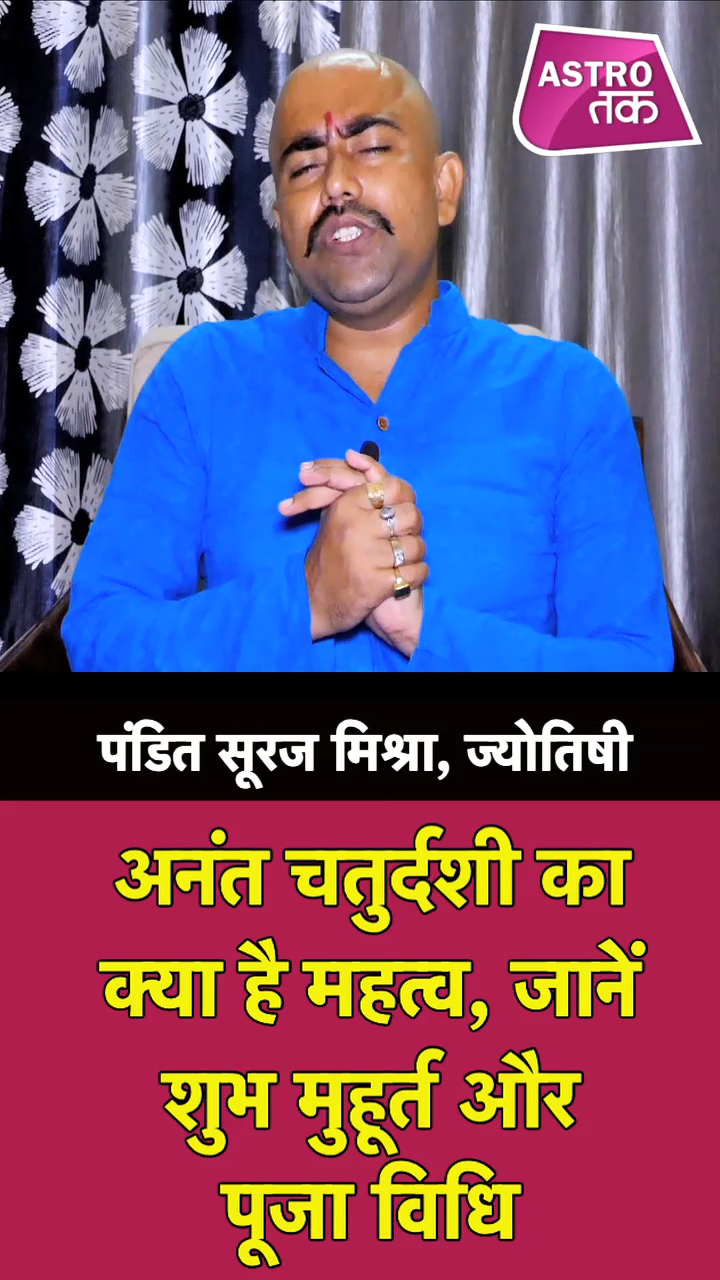 ASTRO
तक
पंडित सूरज मिश्रा, ज्योतिषी
अनंत चतुर्दशी का
क्या है महत्व, जानें
शुभ मुहूर्त और
पूजा विधि